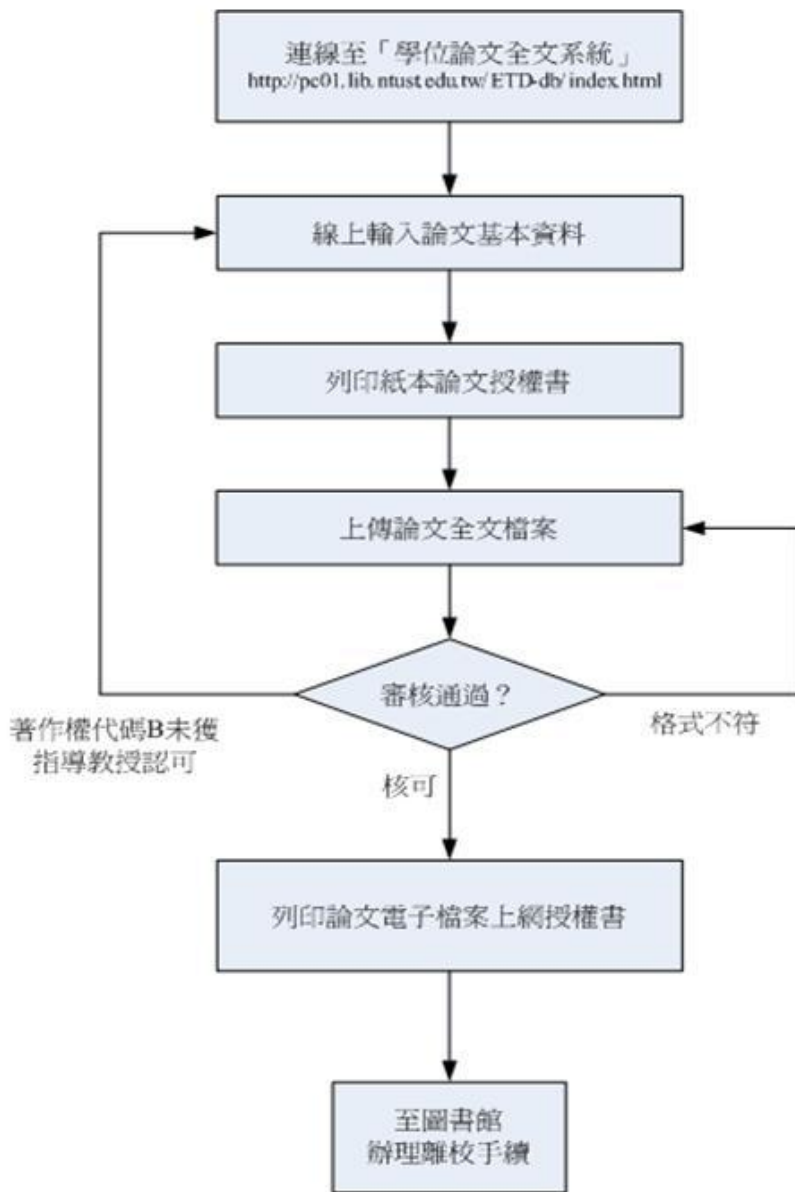 連線至「學位論文全文系統」
http://pc01.lib.ntust.edu.tw/ETD-db/index.html
線上輸入論文基本資料
列印紙本論文授權書
上傳論文全文檔案
審核通過？
著作權代碼B未獲
指導教授認可
格式不符
核可
列印論文電子檔案上網授權書
至圖書館
辦理離校手續